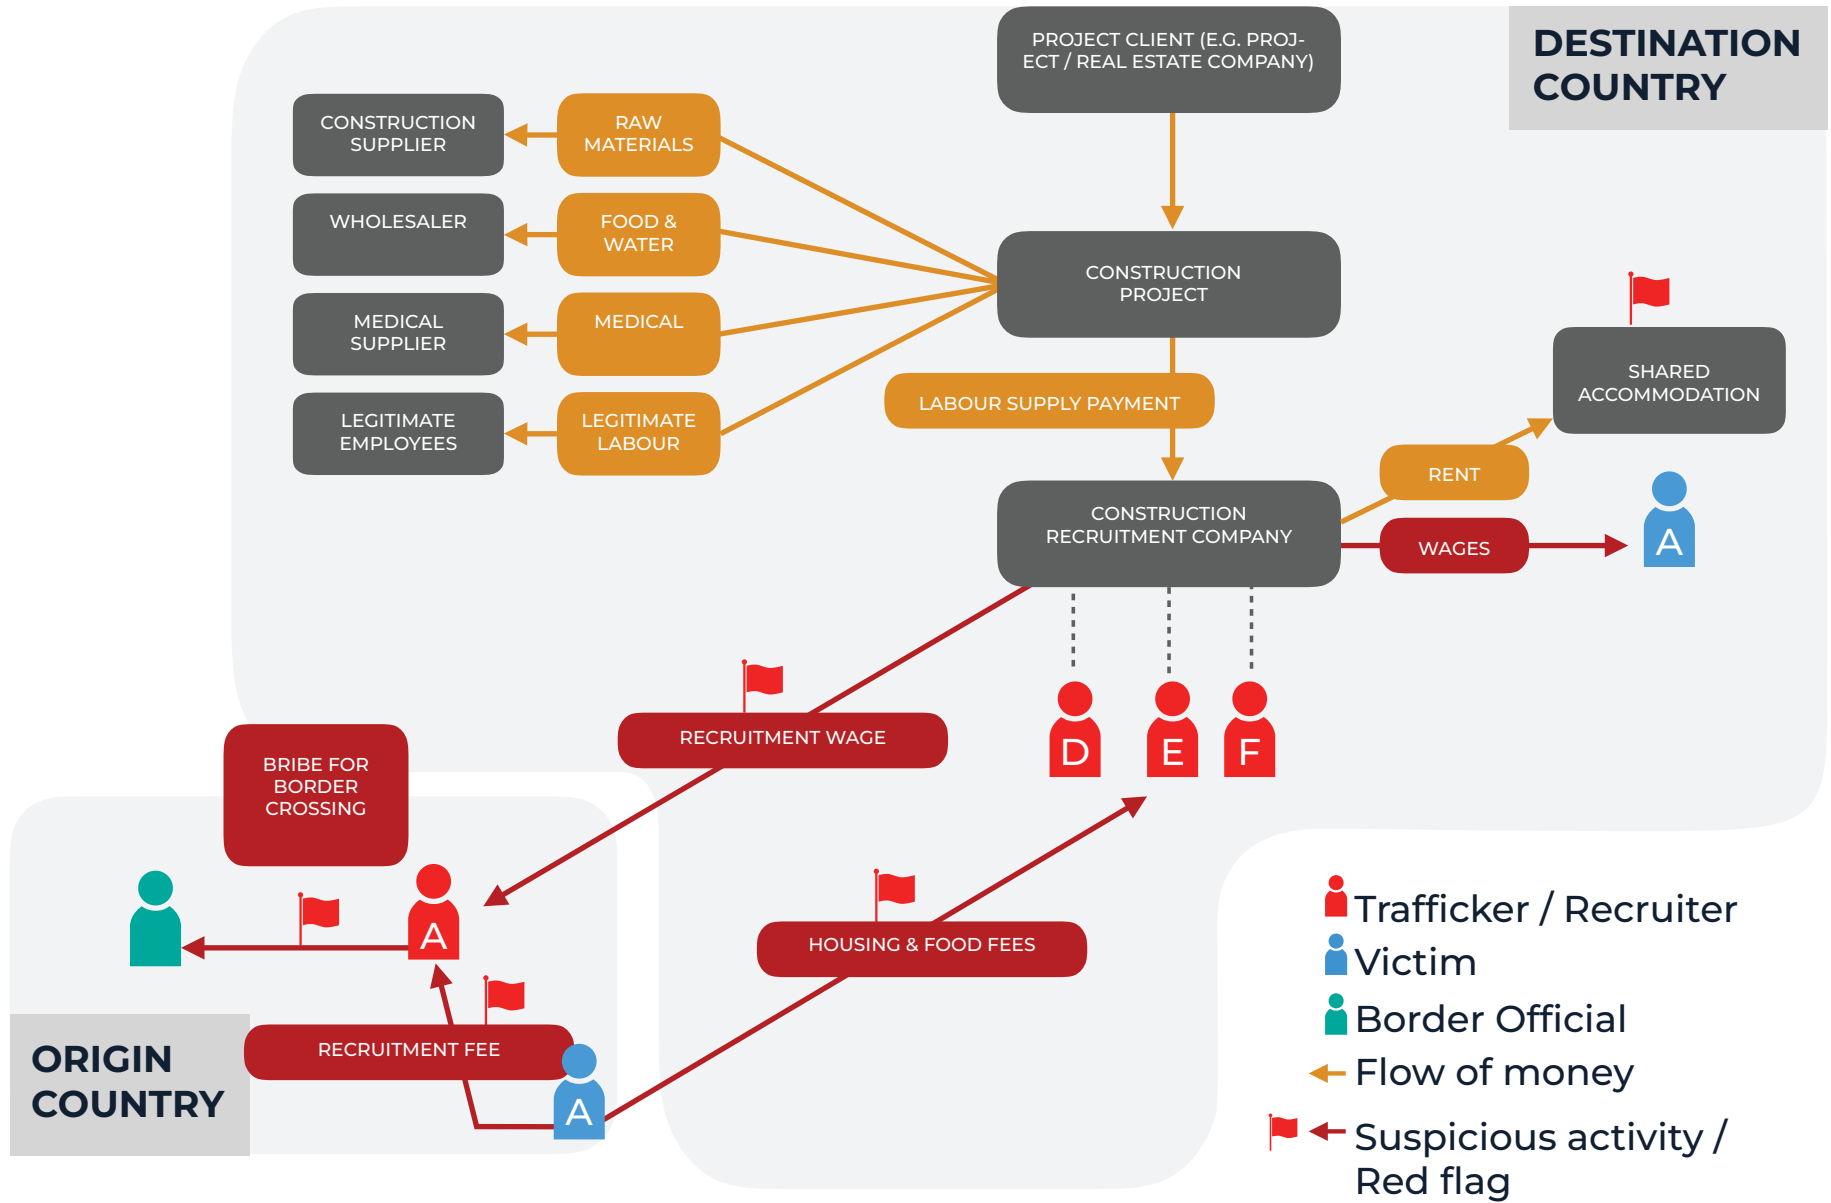 PROJECT CLIENT (E.G. PROJ-
ECT / REAL ESTATE COMPANY)
DESTINATION
COUNTRY
CONSTRUCTION
SUPPLIER
RAW
MATERIALS
WHOLESALER
FOOD &
WATER
MEDICAL
SUPPLIER
MEDICAL
LEGITIMATE
EMPLOYEES
LEGITIMATE
LABOUR
CONSTRUCTION
PROJECT
LABOUR SUPPLY PAYMENT
SHARED
ACCOMMODATION
RENT
CONSTRUCTION
RECRUITMENT COMPANY
WAGES
A
RECRUITMENT WAGE
D
E
F
BRIBE FOR
BORDER
CROSSING
A
HOUSING & FOOD FEES
RECRUITMENT FEE
A
ORIGIN
COUNTRY
Trafficker / Recruiter
Victim
Border Official
Flow of money
Suspicious activity /
Red flag